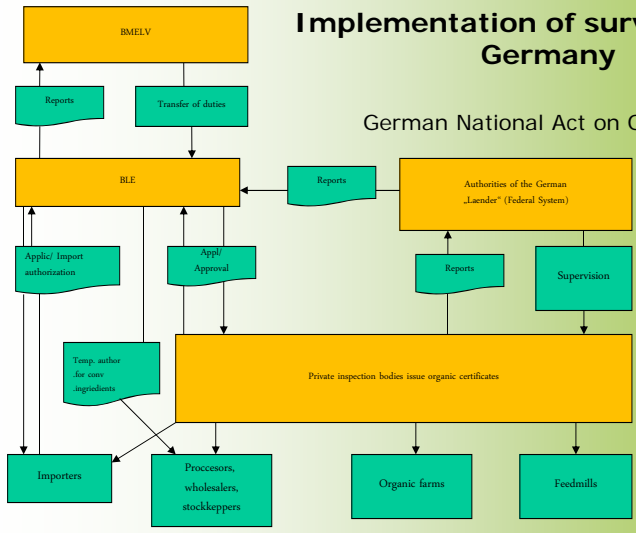 Implementation of surv
Germany
German National Act on
BMELV
Reports
Transfer of duties
BLE
Reports
Authorities of the German
„Laender“ (Federal System)
Applic/ Import
authorization
Appl/
Approval
Reports
Supervision
Temp. author
.for conv
.ingriedients
Private inspection bodies issue organic certificates
Importers
Proccesors,
wholesalers,
stockkeppers
Organic farms
Feedmills